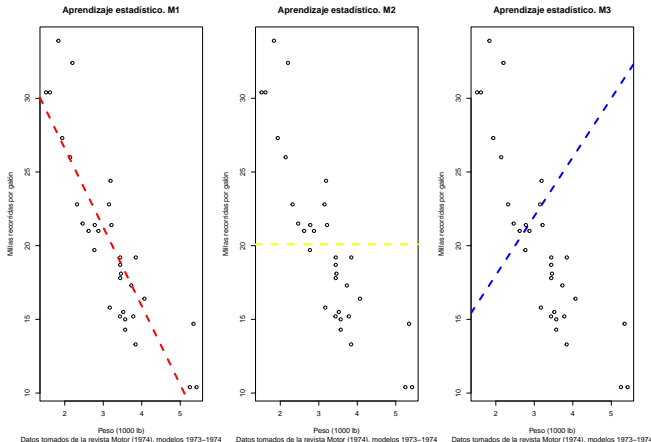 Aprendizaje estadístico. M1
Millas recorridas por galón
30
25
20
15
10
2 3 4 5
Peso (1000 lb)
Datos tomados de la revista Motor (1974), modelos 1973–1974
Aprendizaje estadístico. M2
Millas recorridas por galón
30
25
20
15
10
2 3 4 5
Peso (1000 lb)
Datos tomados de la revista Motor (1974), modelos 1973–1974
Aprendizaje estadístico. M3
Millas recorridas por galón
30
25
20
15
10
2 3 4 5
Peso (1000 lb)
Datos tomados de la revista Motor (1974), modelos 1973–1974